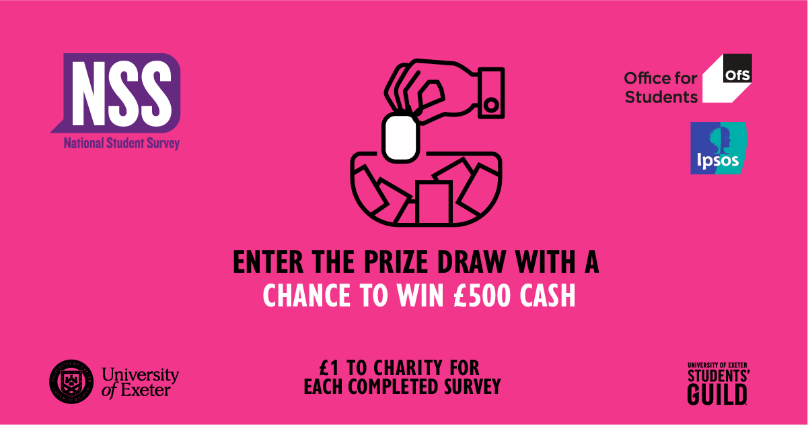 NSS
National Student Survey
Office for
Students
OfS
Ipsos
ENTER THE PRIZE DRAW WITH A
CHANCE TO WIN £500 CASH
University
of Exeter
£1 TO CHARITY FOR
EACH COMPLETED SURVEY
UNIVERSITY OF EXETER
STUDENTS'
GUILD